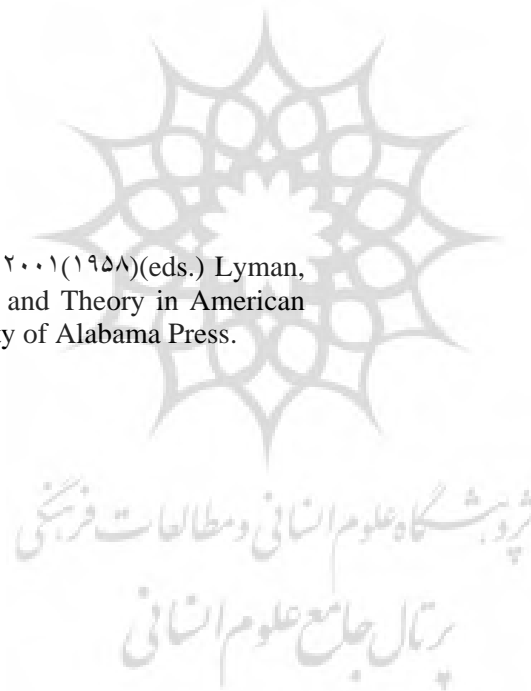 ۲۰۰۱(۱۹۵۸)(eds.) Lyman,
and Theory in American
y of Alabama Press.
پژوهشگاه علوم انسانی و مطالعات فرهنگی
پرتال جامع علوم انسانی